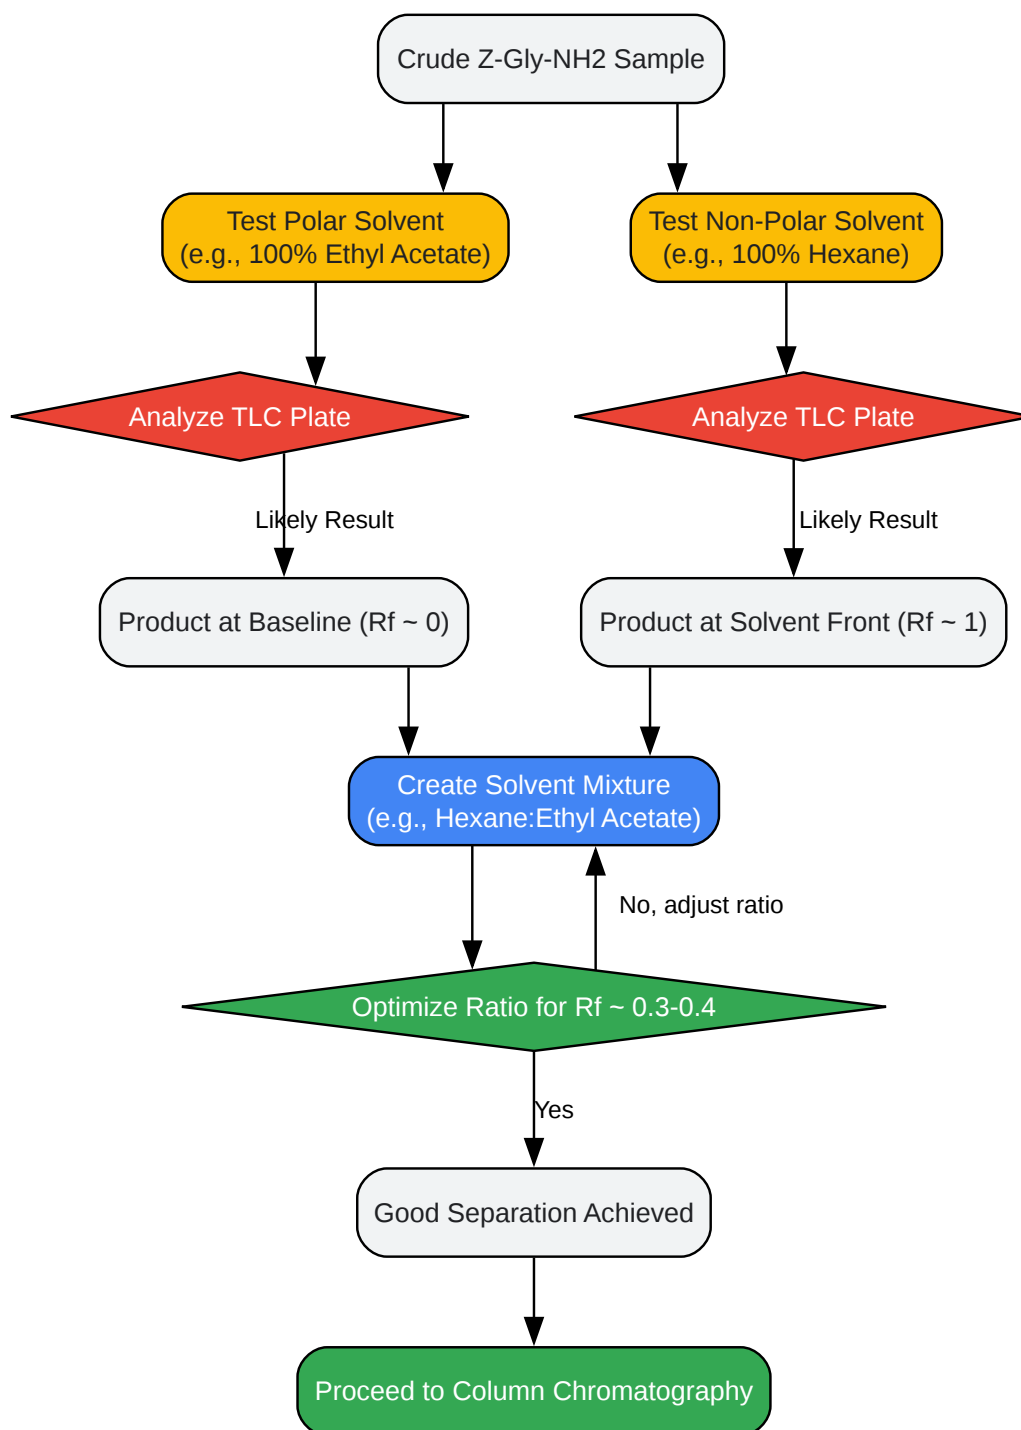 Crude Z-Gly-NH2 Sample
Test Polar Solvent
(e.g., 100% Ethyl Acetate)
Test Non-Polar Solvent
(e.g., 100% Hexane)
Analyze TLC Plate
Analyze TLC Plate
Likely Result
Likely Result
Product at Baseline (Rf ~ 0)
Product at Solvent Front (Rf ~ 1)
Create Solvent Mixture
(e.g., Hexane:Ethyl Acetate)
No, adjust ratio
Optimize Ratio for Rf ~ 0.3-0.4
Yes
Good Separation Achieved
Proceed to Column Chromatography